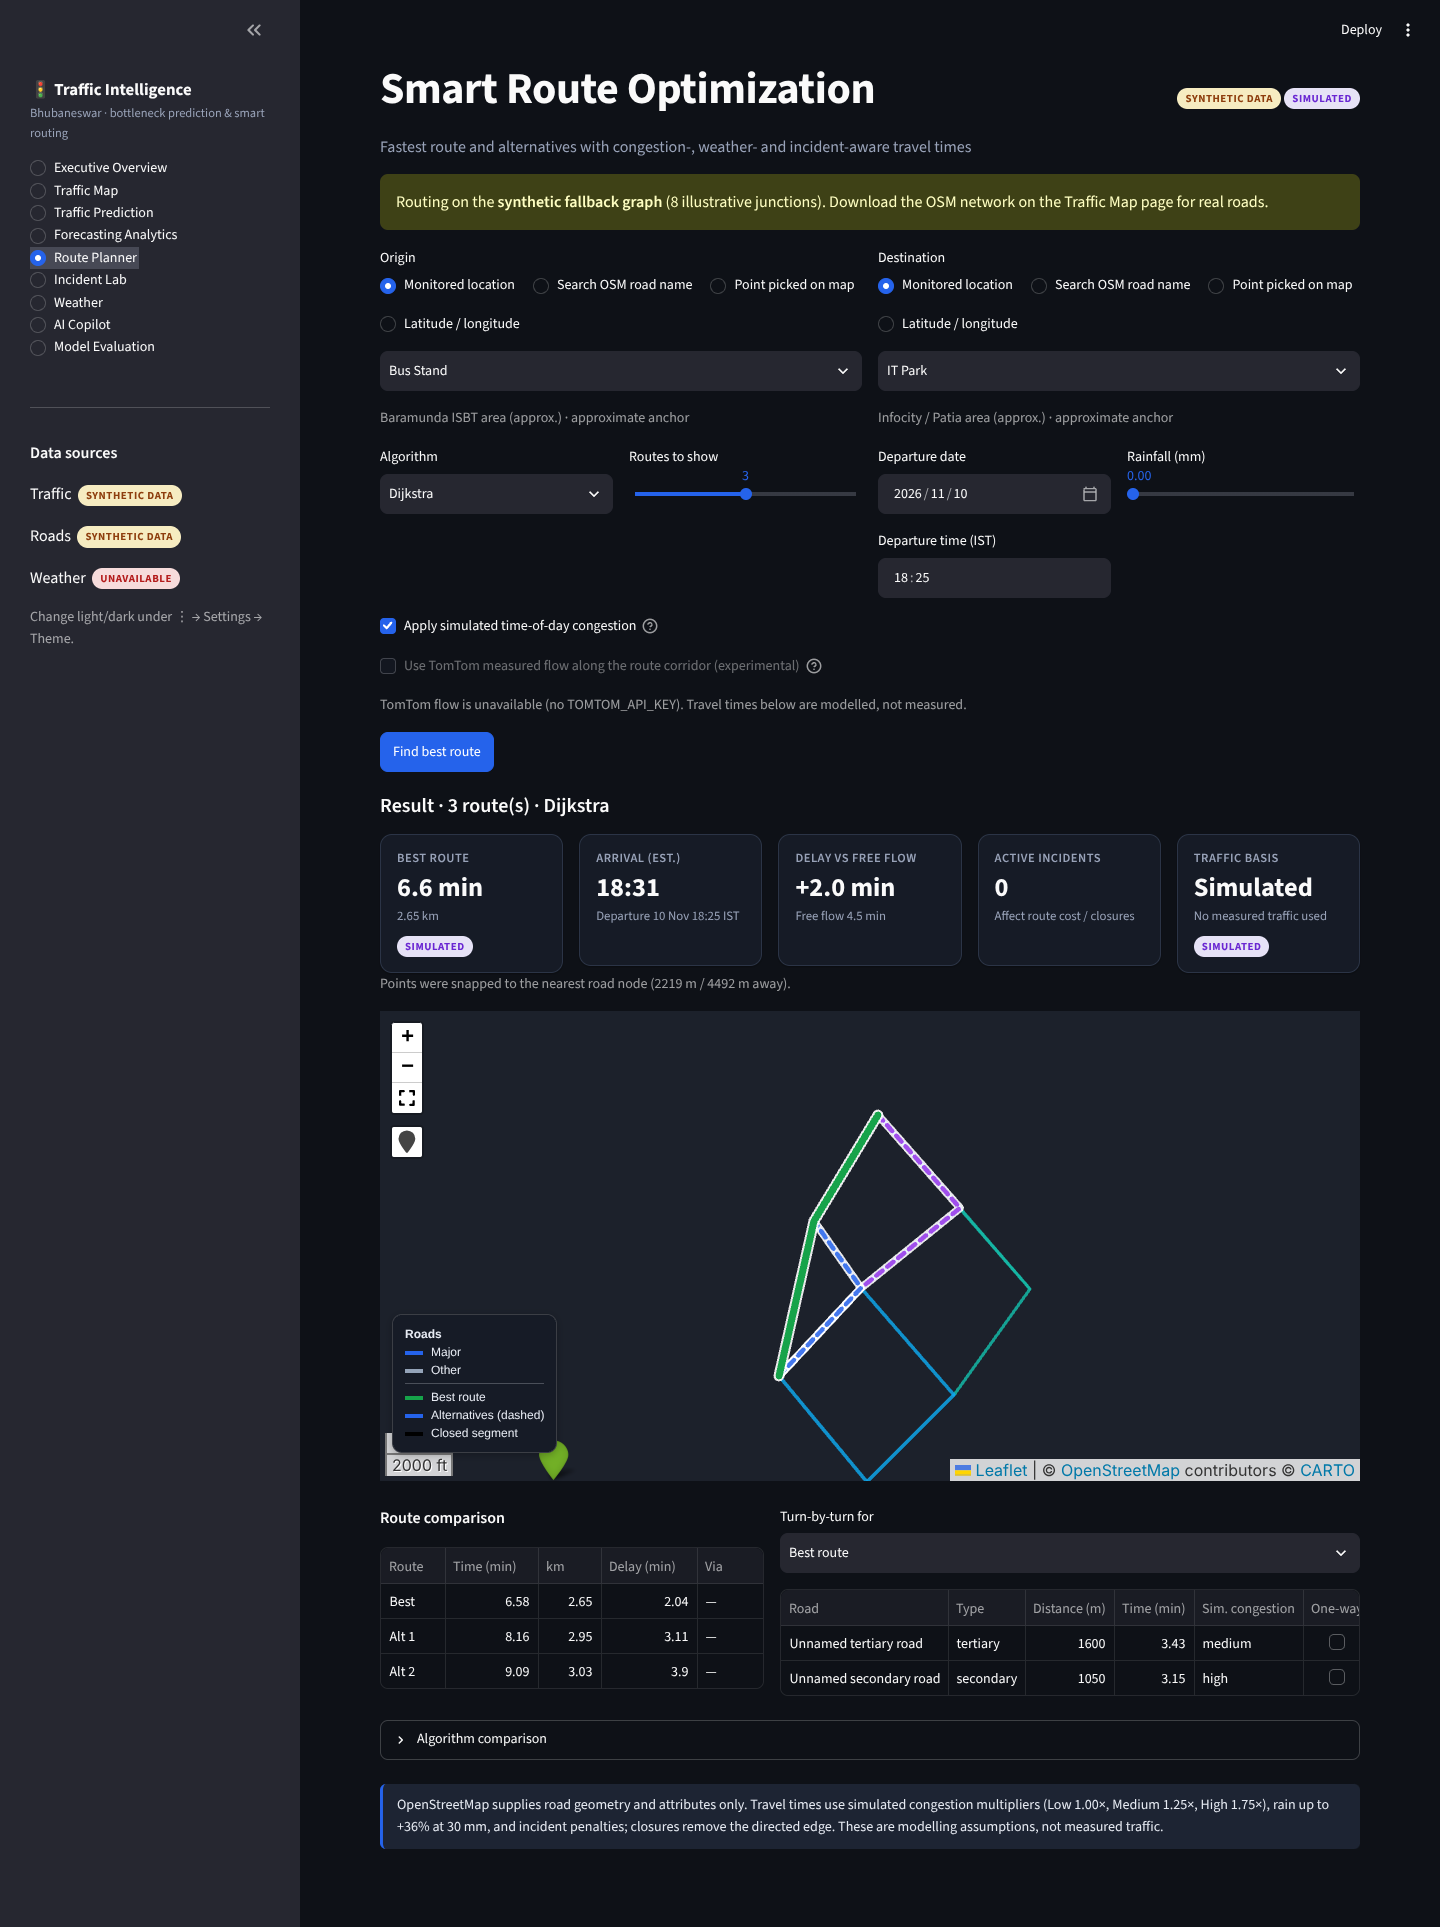 Deploy
🚦 Traffic Intelligence
Bhubaneswar · bottleneck prediction & smart
routing
Executive Overview
Traffic Map
Traffic Prediction
Forecasting Analytics
Route Planner
Incident Lab
Weather
AI Copilot
Model Evaluation
Data sources
Traffic SYNTHETIC DATA
Roads SYNTHETIC DATA
Weather UNAVAILABLE
Change light/dark under ⋮ → Settings →
Theme.
Smart Route Optimization
SYNTHETIC DATA SIMULATED
Fastest route and alternatives with congestion-, weather- and incident-aware travel times
Routing on the synthetic fallback graph (8 illustrative junctions). Download the OSM network on the Traffic Map page for real roads.
Origin
Monitored location Search OSM road name Point picked on map
Latitude / longitude
Bus Stand
Baramunda ISBT area (approx.) · approximate anchor
Destination
Monitored location Search OSM road name Point picked on map
Latitude / longitude
IT Park
Infocity / Patia area (approx.) · approximate anchor
Algorithm
Dijkstra
Routes to show
3
Departure date
2026 / 11 / 10
Rainfall (mm)
0.00
Departure time (IST)
18 : 25
Apply simulated time-of-day congestion
Use TomTom measured flow along the route corridor (experimental)
TomTom flow is unavailable (no TOMTOM_API_KEY). Travel times below are modelled, not measured.
Find best route
Result · 3 route(s) · Dijkstra
BEST ROUTE
6.6 min
2.65 km
SIMULATED
ARRIVAL (EST.)
18:31
Departure 10 Nov 18:25 IST
DELAY VS FREE FLOW
+2.0 min
Free flow 4.5 min
ACTIVE INCIDENTS
0
Affect route cost / closures
TRAFFIC BASIS
Simulated
No measured traffic used
SIMULATED
Points were snapped to the nearest road node (2219 m / 4492 m away).
+
−
Roads
Major
Other
Best route
Alternatives (dashed)
Closed segment
2000 ft
Leaflet | © OpenStreetMap contributors © CARTO
Route comparison
Route Time (min) km Delay (min) Via
Best 6.58 2.65 2.04 —
Alt 1 8.16 2.95 3.11 —
Alt 2 9.09 3.03 3.9 —
Turn-by-turn for
Best route
Road Type Distance (m) Time (min) Sim. congestion One-way
Unnamed tertiary road tertiary 1600 3.43 medium
Unnamed secondary road secondary 1050 3.15 high
Algorithm comparison
OpenStreetMap supplies road geometry and attributes only. Travel times use simulated congestion multipliers (Low 1.00×, Medium 1.25×, High 1.75×), rain up to
+36% at 30 mm, and incident penalties; closures remove the directed edge. These are modelling assumptions, not measured traffic.